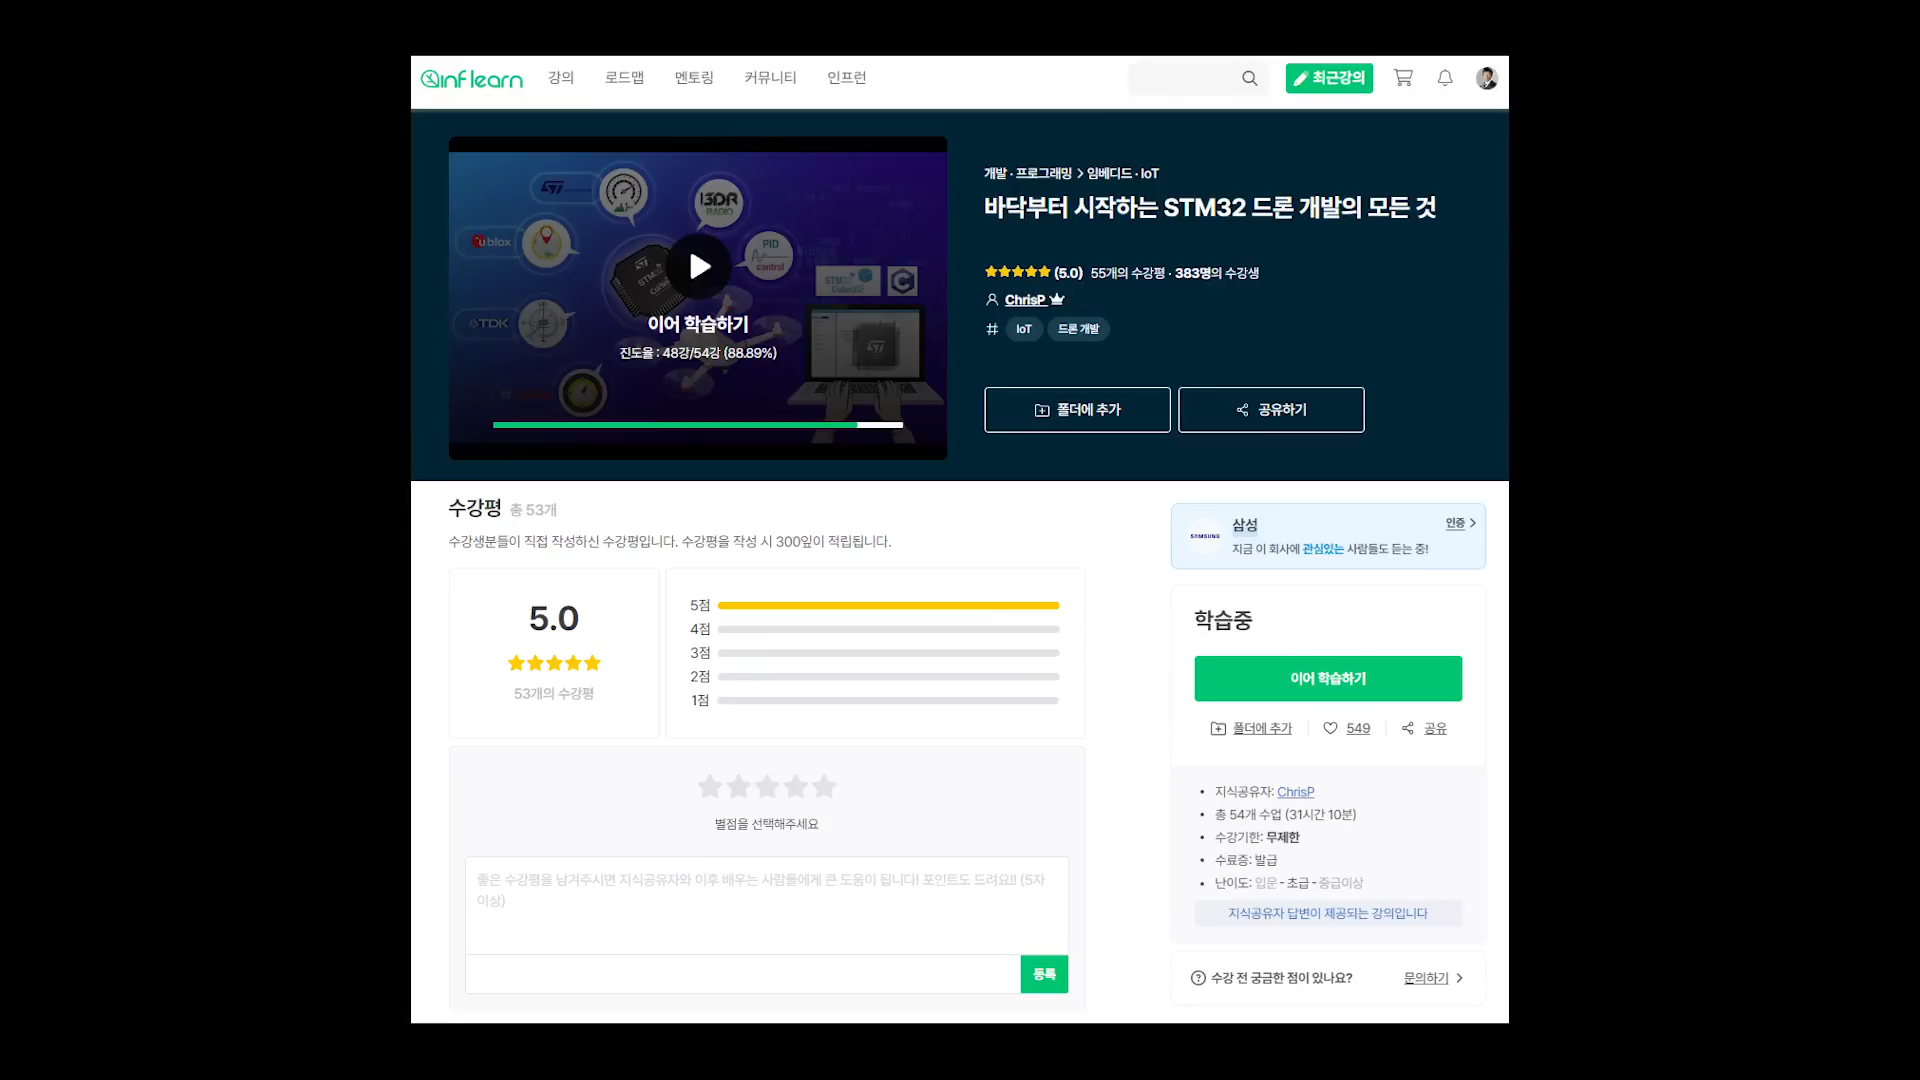 inflearn
강의
로드맵
멘토링
커뮤니티
인프런
최근강의
ublox
TDK
3DR
RADIO
PID
control
STM32
이어 학습하기
진도율 : 48강/54강 (88.89%)
개발 · 프로그래밍 > 임베디드 · IoT
바닥부터 시작하는 STM32 드론 개발의 모든 것
(5.0) 55개의 수강평 · 383명의 수강생
ChrisP
# IoT 드론 개발
폴더에 추가
공유하기
수강평 총 53개
수강생분들이 직접 작성하신 수강평입니다. 수강평을 작성 시 300잎이 적립됩니다.
5.0
53개의 수강평
5점
4점
3점
2점
1점
별점을 선택해주세요
좋은 수강평을 남겨주시면 지식공유자와 이후 배우는 사람들에게 큰 도움이 됩니다! 포인트도 드려요!! (5자
이상)
등록
SAMSUNG
삼성
인증 >
지금 이 회사에 관심있는 사람들도 듣는 중!
학습중
이어 학습하기
폴더에 추가
549
공유
• 지식공유자: ChrisP
• 총 54개 수업 (31시간 10분)
• 수강기한: 무제한
• 수료증: 발급
• 난이도: 입문 - 초급 - 중급이상
지식공유자 답변이 제공되는 강의입니다
수강 전 궁금한 점이 있나요?
문의하기 >